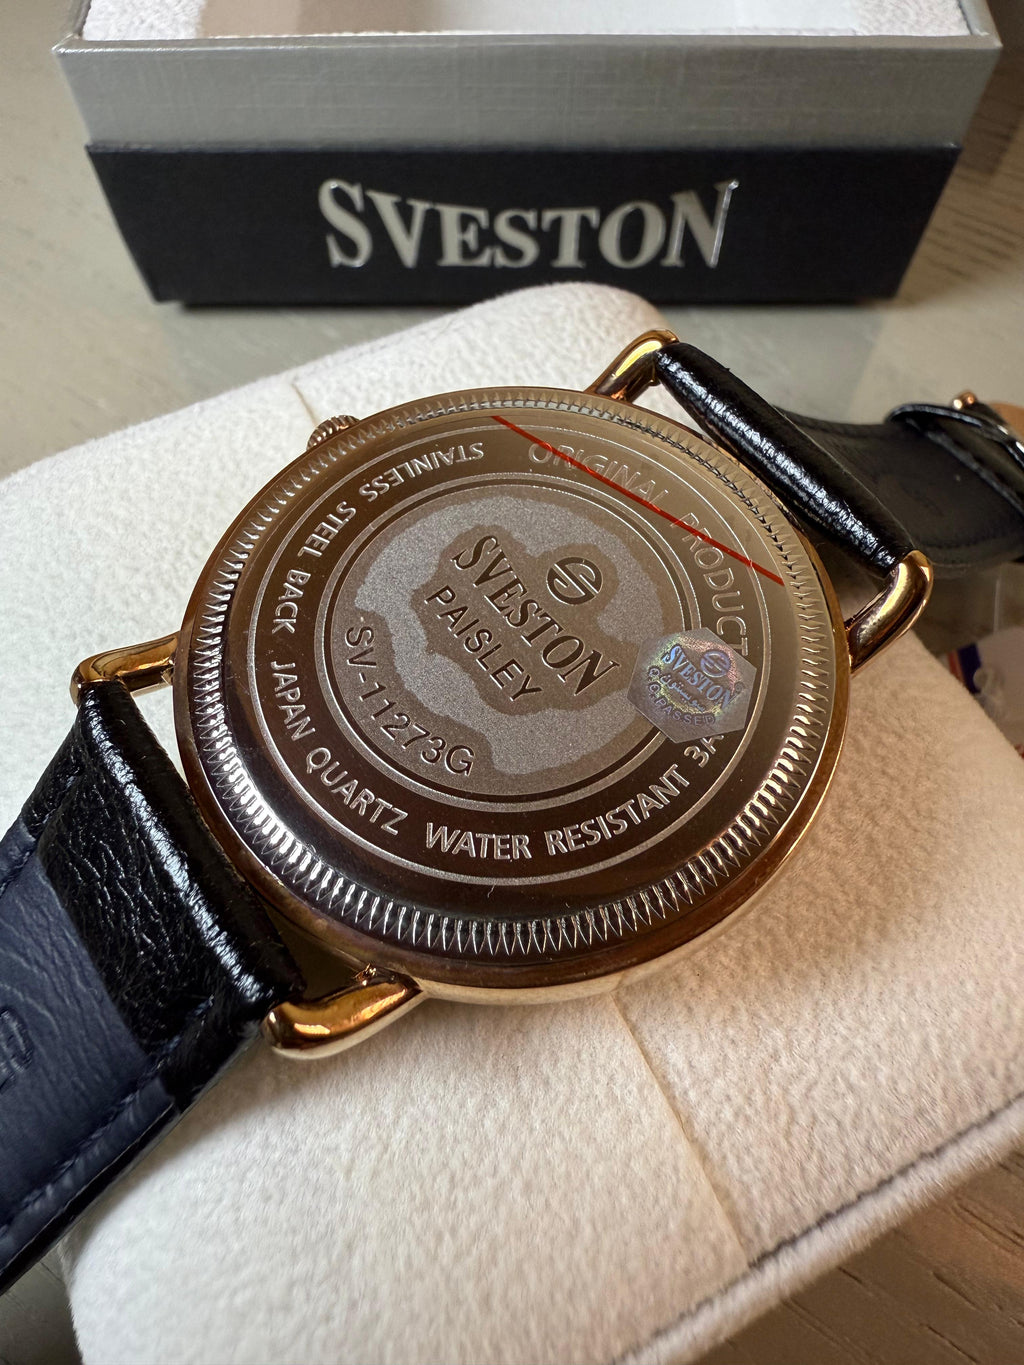 SVESTON
SVESTON
PAISLEY
SV-11273G
STAINLESS STEEL BACK
JAPAN QUARTZ
WATER RESISTANT
ORIGINAL PRODUCT
SVESTON
PASSED